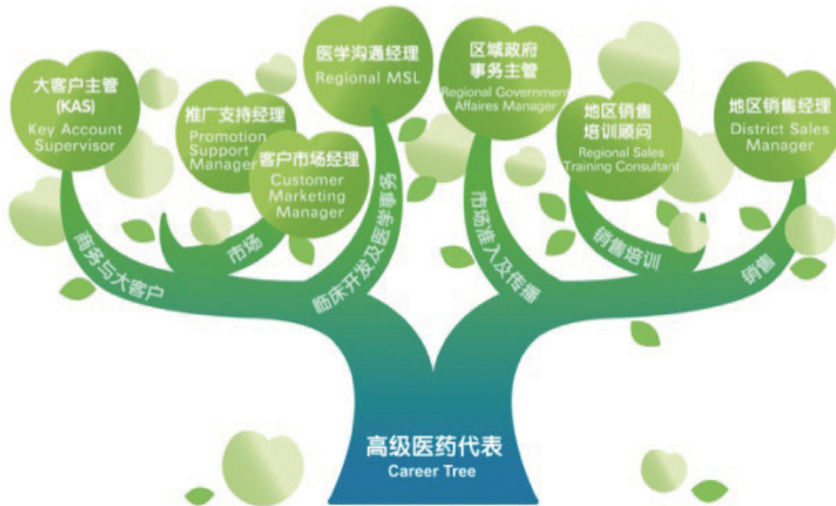 大客户主管
(KAS)
Key Account
Supervisor
推广支持经理
Promotion
Support
Manager
客户市场经理
Customer
Marketing
Manager
医学沟通经理
Regional MSL
区域政府
事务主管
Regional Government
Affaires Manager
地区销售
培训顾问
Regional Sales
Training Consultant
地区销售经理
District Sales
Manager
商务与大客户
市场
临床开发及医学事务
市场准入及传播
销售培训
销售
高级医药代表
Career Tree